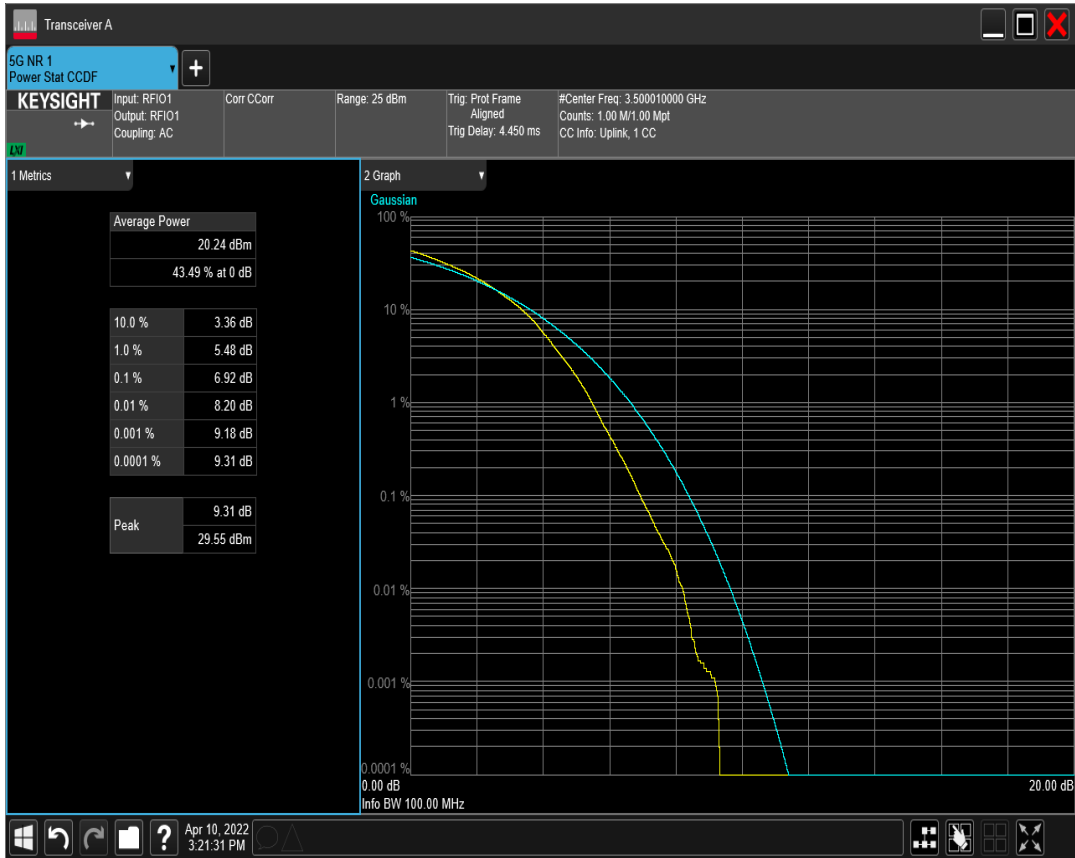 Transceiver A
5G NR 1
Power Stat CCDF
KEYSIGHT
LXI
Input: RFIO1
Output: RFIO1
Coupling: AC
Corr CCorr
Range: 25 dBm
Trig: Prot Frame
Aligned
Trig Delay: 4.450 ms
#Center Freq: 3.500010000 GHz
Counts: 1.00 M/1.00 Mpt
CC Info: Uplink, 1 CC
1 Metrics
Average Power
20.24 dBm
43.49 % at 0 dB
10.0 % 3.36 dB
1.0 % 5.48 dB
0.1 % 6.92 dB
0.01 % 8.20 dB
0.001 % 9.18 dB
0.0001 % 9.31 dB
Peak
9.31 dB
29.55 dBm
2 Graph
Gaussian
100 %
10 %
1 %
0.1 %
0.01 %
0.001 %
0.0001 %
0.00 dB 20.00 dB
Info BW 100.00 MHz
? Apr 10, 2022
3:21:31 PM